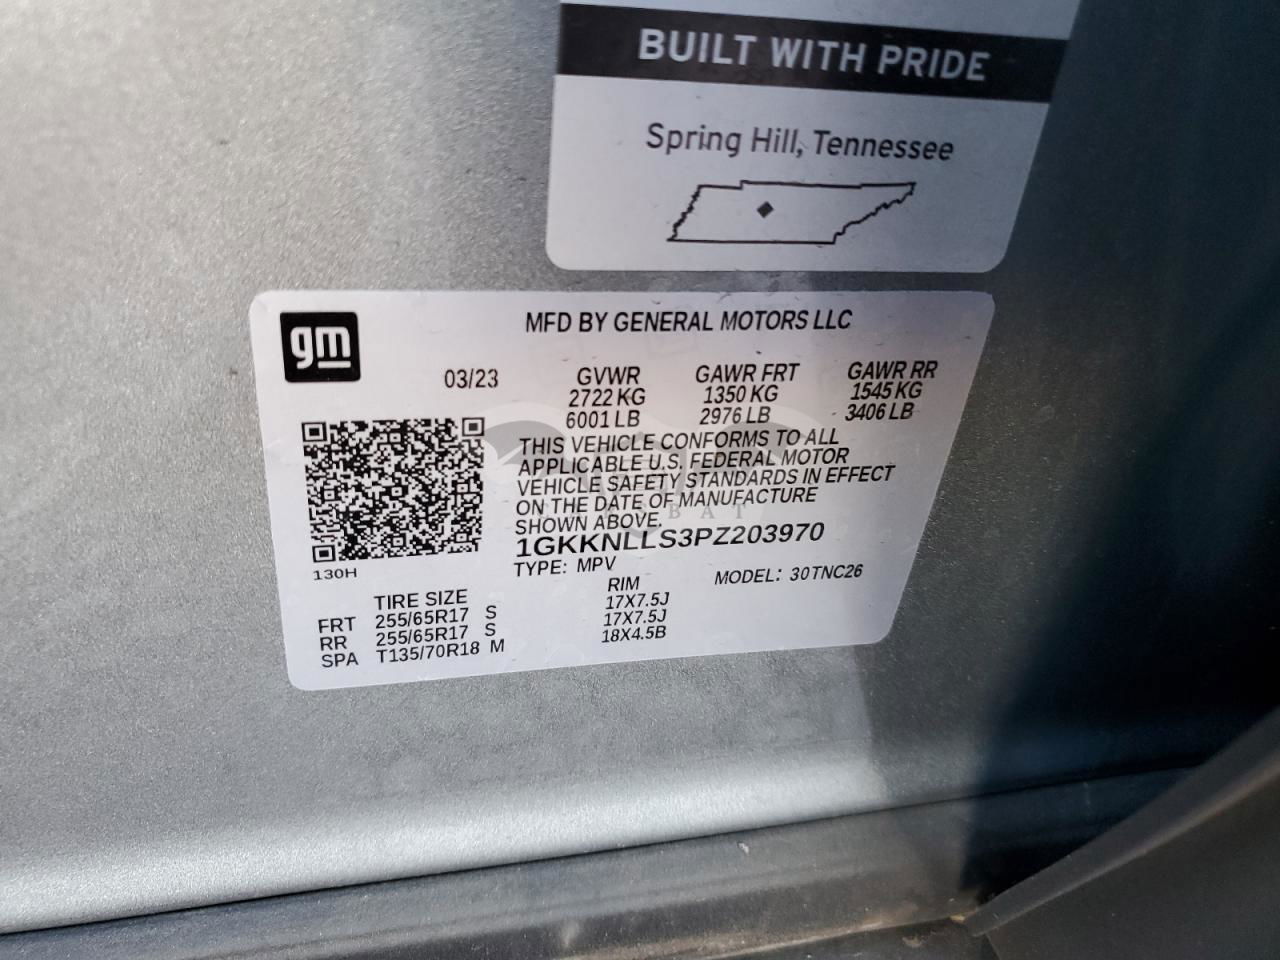 BUILT WITH PRIDE
Spring Hill, Tennessee
gm
MFD BY GENERAL MOTORS LLC
03/23 GVWR GAWR FRT GAWR RR
2722 KG 1350 KG 1545 KG
6001 LB 2976 LB 3406 LB
THIS VEHICLE CONFORMS TO ALL
APPLICABLE U.S. FEDERAL MOTOR
VEHICLE SAFETY STANDARDS IN EFFECT
ON THE DATE OF MANUFACTURE
SHOWN ABOVE.
1GKKNLLS3PZ203970
130H
TYPE: MPV MODEL: 30TNC26
TIRE SIZE RIM
FRT 255/65R17 S 17X7.5J
RR 255/65R17 S 17X7.5J
SPA T135/70R18 M 18X4.5B